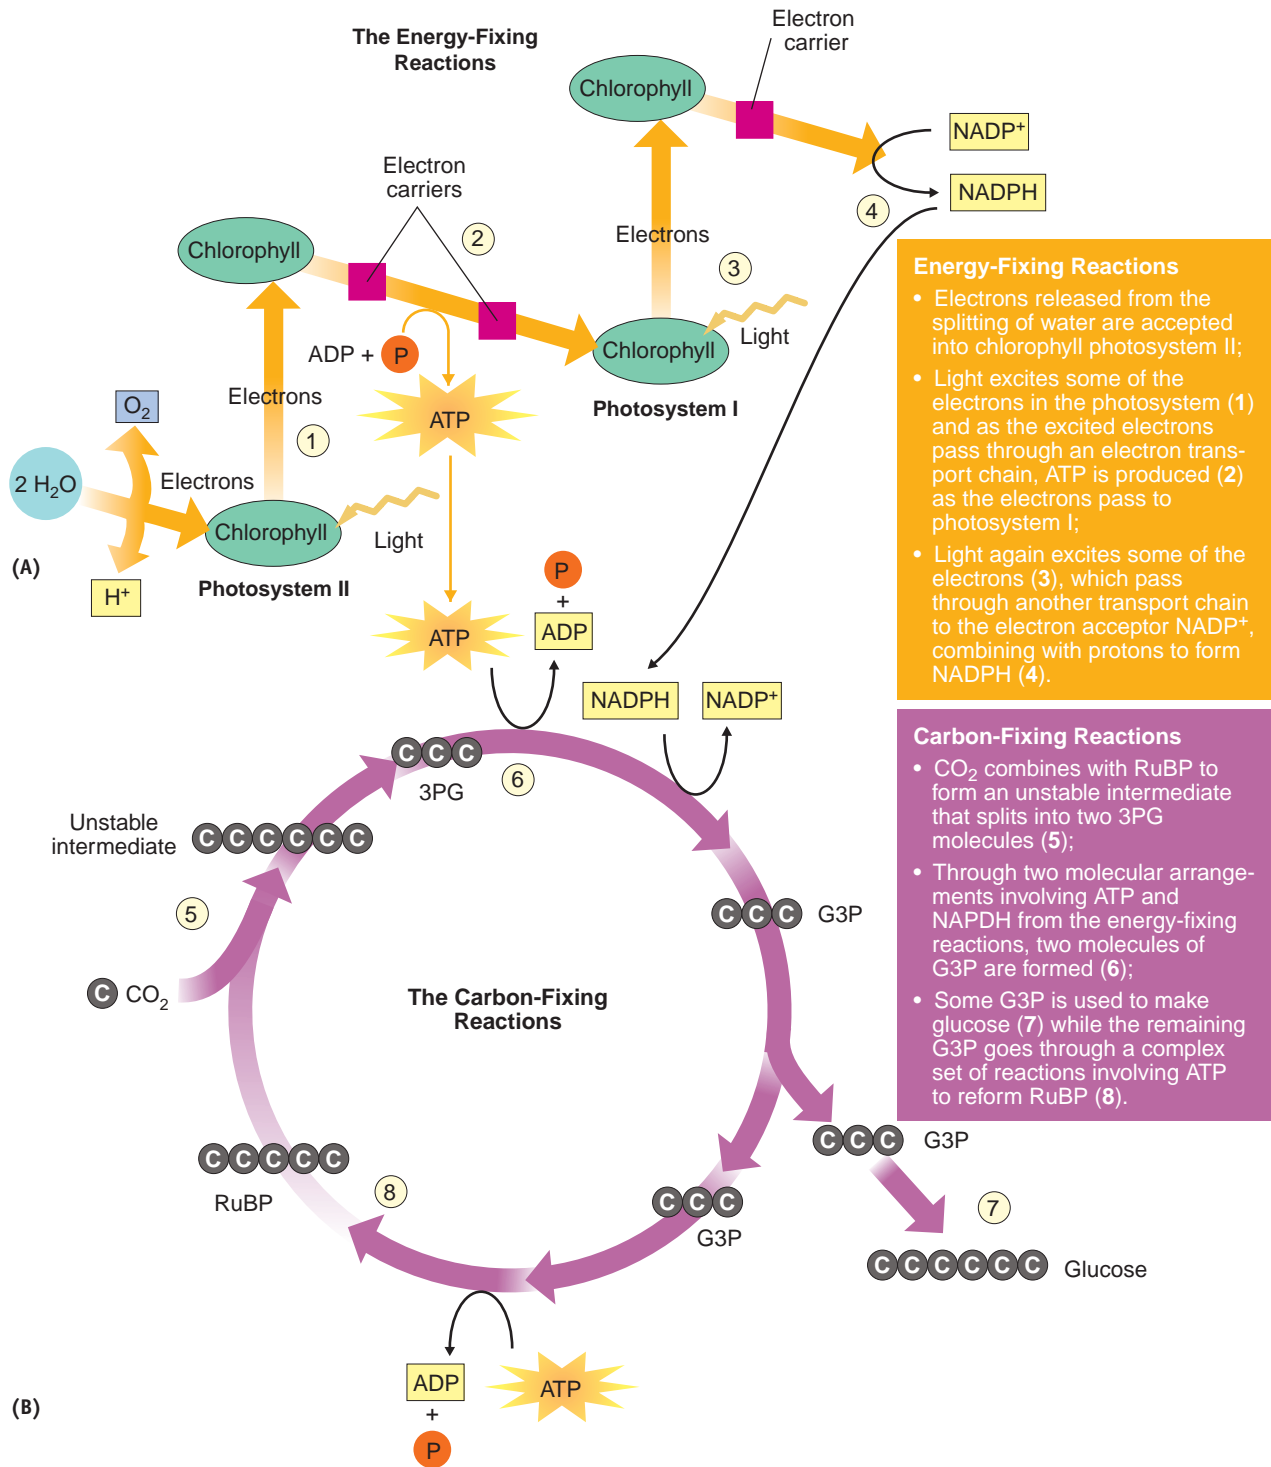 The Energy-Fixing
Reactions
Electron
carrier
Chlorophyll
NADP+
NADPH
4
Electron
carriers
2
Electrons
3
Chlorophyll
Light
Chlorophyll
Photosystem I
ADP + P
ATP
O2
Electrons
1
2 H2O
Electrons
Chlorophyll
Light
Photosystem II
H+
(A)
Energy-Fixing Reactions
• Electrons released from the
splitting of water are accepted
into chlorophyll photosystem II;
• Light excites some of the
electrons in the photosystem (1)
and as the excited electrons
pass through an electron trans-
port chain, ATP is produced (2)
as the electrons pass to
photosystem I;
• Light again excites some of the
electrons (3), which pass
through another transport chain
to the electron acceptor NADP+,
combining with protons to form
NADPH (4).
ATP
P
+
ADP
NADPH
NADP+
C C C
3PG
6
Unstable
intermediate
C C C C C C
5
C CO2
C C C G3P
The Carbon-Fixing
Reactions
C C C C C
RuBP
8
C C C
G3P
C C C G3P
7
C C C C C C Glucose
ADP
+
P
ATP
(B)
Carbon-Fixing Reactions
• CO2 combines with RuBP to
form an unstable intermediate
that splits into two 3PG
molecules (5);
• Through two molecular arrange-
ments involving ATP and
NAPDH from the energy-fixing
reactions, two molecules of
G3P are formed (6);
• Some G3P is used to make
glucose (7) while the remaining
G3P goes through a complex
set of reactions involving ATP
to reform RuBP (8).